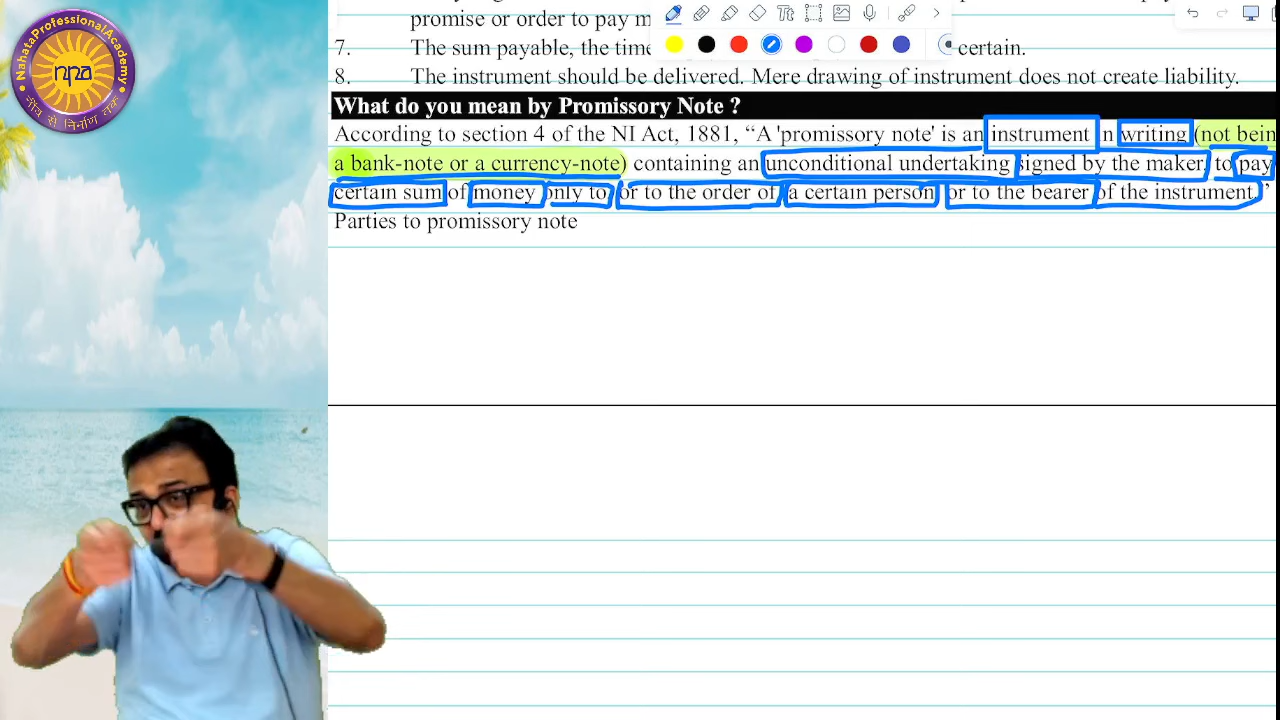 NahataProfessionalAcademy
npa
नींव से निर्माण तक
promise or order to pay
7. The sum payable, the time certain.
8. The instrument should be delivered. Mere drawing of instrument does not create liability.
What do you mean by Promissory Note ?
According to section 4 of the NI Act, 1881, “A 'promissory note' is an instrument n writing (not bein
a bank-note or a currency-note) containing an unconditional undertaking signed by the maker, to pay
certain sum of money only to, or to the order of a certain person, or to the bearer of the instrument.”
Parties to promissory note
Tt